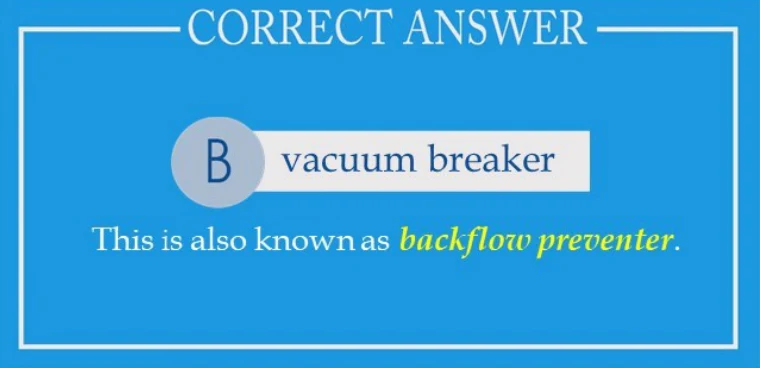 CORRECT ANSWER
B vacuum breaker
This is also known as backflow preventer.